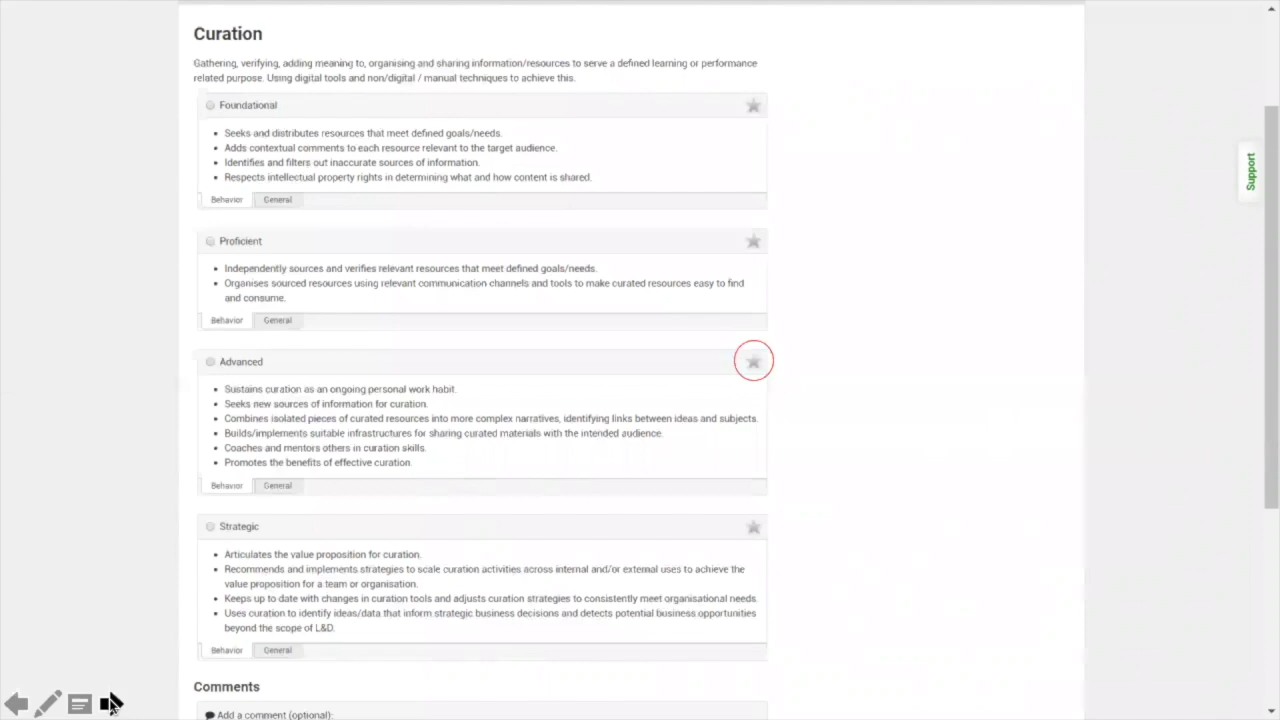 Curation
Gathering, verifying, adding meaning to, organising and sharing information/resources to serve a defined learning or performance
related purpose. Using digital tools and non/digital / manual techniques to achieve this.
Foundational
Seeks and distributes resources that meet defined goals/needs.
Adds contextual comments to each resource relevant to the target audience.
Identifies and filters out inaccurate sources of information.
Respects intellectual property rights in determining what and how content is shared.
Behavior General
Proficient
Independently sources and verifies relevant resources that meet defined goals/needs.
Organises sourced resources using relevant communication channels and tools to make curated resources easy to find
and consume.
Behavior General
Advanced
Sustains curation as an ongoing personal work habit.
Seeks new sources of information for curation.
Combines isolated pieces of curated resources into more complex narratives, identifying links between ideas and subjects.
Builds/implements suitable infrastructures for sharing curated materials with the intended audience.
Coaches and mentors others in curation skills.
Promotes the benefits of effective curation.
Behavior General
Strategic
Articulates the value proposition for curation.
Recommends and implements strategies to scale curation activities across internal and/or external uses to achieve the
value proposition for a team or organisation.
Keeps up to date with changes in curation tools and adjusts curation strategies to consistently meet organisational needs.
Uses curation to identify ideas/data that inform strategic business decisions and detects potential business opportunities
beyond the scope of L&D.
Behavior General
Comments
Add a comment (optional):
Support